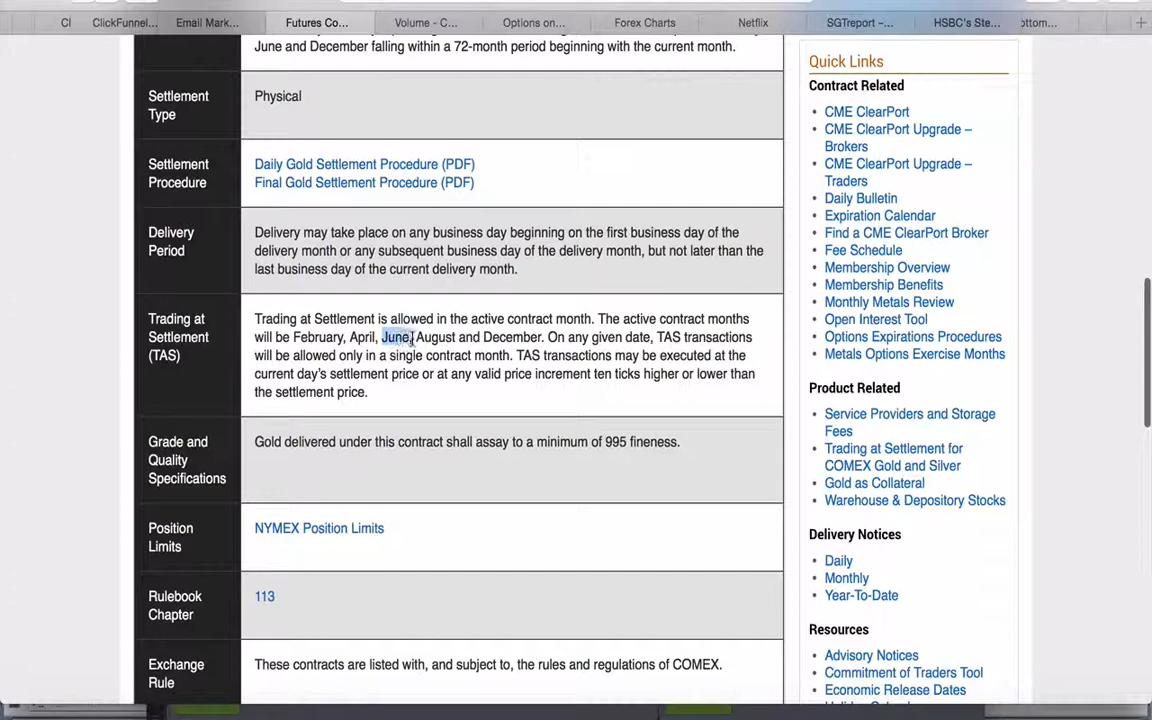 CI
ClickFunnel...
Email Mark...
Futures Co...
Volume - C...
Options on...
Forex Charts
Netflix
SGTreport –...
HSBC's Ste...
ottom...
June and December falling within a 72-month period beginning with the current month.
Settlement
Type
Physical
Settlement
Procedure
Daily Gold Settlement Procedure (PDF)
Final Gold Settlement Procedure (PDF)
Delivery
Period
Delivery may take place on any business day beginning on the first business day of the
delivery month or any subsequent business day of the delivery month, but not later than the
last business day of the current delivery month.
Trading at
Settlement
(TAS)
Trading at Settlement is allowed in the active contract month. The active contract months
will be February, April, June, August and December. On any given date, TAS transactions
will be allowed only in a single contract month. TAS transactions may be executed at the
current day's settlement price or at any valid price increment ten ticks higher or lower than
the settlement price.
Grade and
Quality
Specifications
Gold delivered under this contract shall assay to a minimum of 995 fineness.
Position
Limits
NYMEX Position Limits
Rulebook
Chapter
113
Exchange
Rule
These contracts are listed with, and subject to, the rules and regulations of COMEX.
Quick Links
Contract Related
• CME ClearPort
• CME ClearPort Upgrade –
Brokers
• CME ClearPort Upgrade –
Traders
• Daily Bulletin
• Expiration Calendar
• Find a CME ClearPort Broker
• Fee Schedule
• Membership Overview
• Membership Benefits
• Monthly Metals Review
• Open Interest Tool
• Options Expirations Procedures
• Metals Options Exercise Months
Product Related
• Service Providers and Storage
Fees
• Trading at Settlement for
COMEX Gold and Silver
• Gold as Collateral
• Warehouse & Depository Stocks
Delivery Notices
• Daily
• Monthly
• Year-To-Date
Resources
• Advisory Notices
• Commitment of Traders Tool
• Economic Release Dates